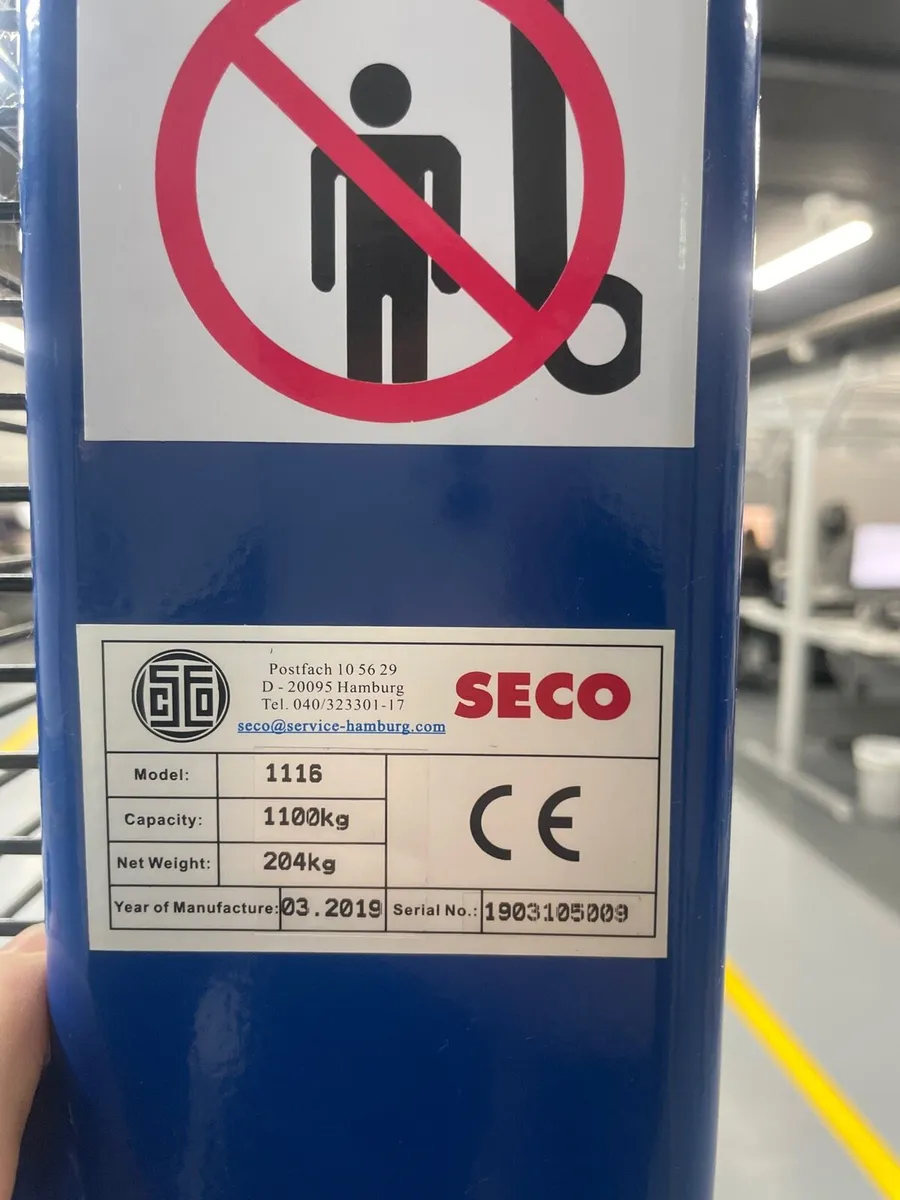 SECO
Postfach 10 56 29
D - 20095 Hamburg
Tel. 040/323301-17
seco@service-hamburg.com
SECO
Model: 1116
Capacity: 1100kg
Net Weight: 204kg
CE
Year of Manufacture: 03.2019 Serial No.: 1903105009